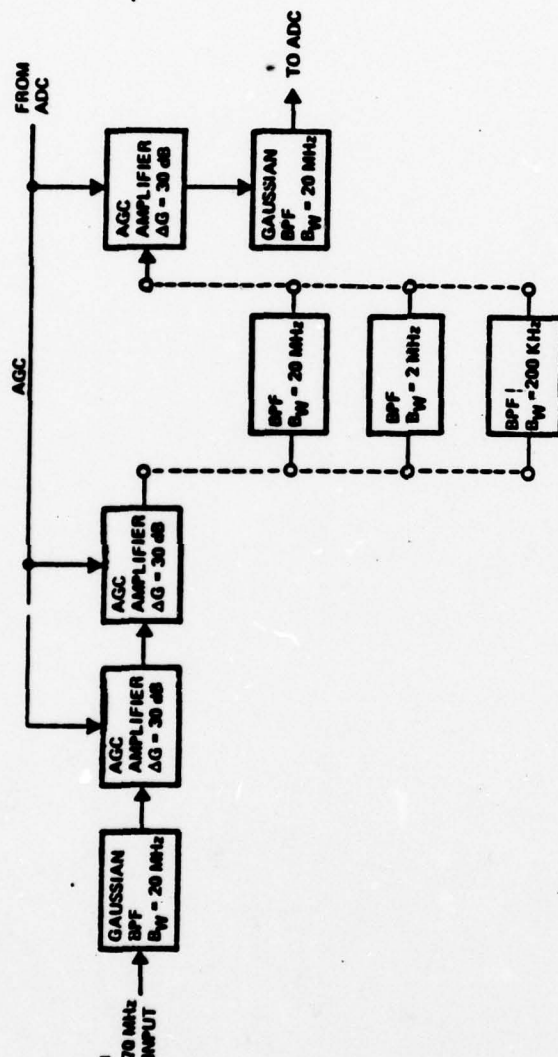 FROM
ADC
AGC
70 MHz
INPUT
GAUSSIAN
BPF
BW = 20 MHz
AGC
AMPLIFIER
ΔG = 30 dB
AGC
AMPLIFIER
ΔG = 30 dB
BPF
BW = 20 MHz
BPF
BW = 2 MHz
BPF
BW = 200 KHz
AGC
AMPLIFIER
ΔG = 30 dB
GAUSSIAN
BPF
BW = 20 MHz
TO ADC